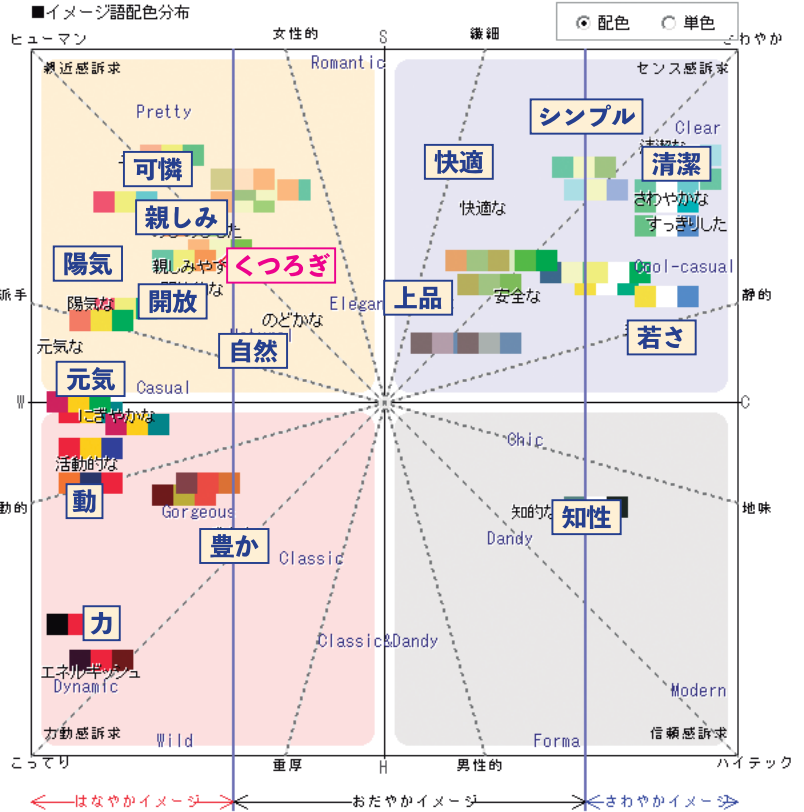 ■イメージ語配色分布
配色
単色
ヒューマン
女性的
S
繊細
さわやか
親近感訴求
Romantic
センス感訴求
Pretty
シンプル
Clear
可憐
快適
清潔な
清潔
親しみ
快適な
さわやかな
すっきりした
陽気
親しみやす
くつろぎ
Cool-casual
派手
陽気な
開放
Elegan
上品
安全な
静的
のどかな
元気な
自然
若さ
元気
Casual
W
C
にぎやかな
Chic
活動的な
動的
動
Gorgeous
知的な
知性
地味
豊か
Classic
Dandy
力
Classic&Dandy
エネルギッシュ
Dynamic
Modern
力動感訴求
Wild
Forma
信頼感訴求
こってり
重厚
H
男性的
ハイテック
はなやかイメージ
おだやかイメージ
さわやかイメージ